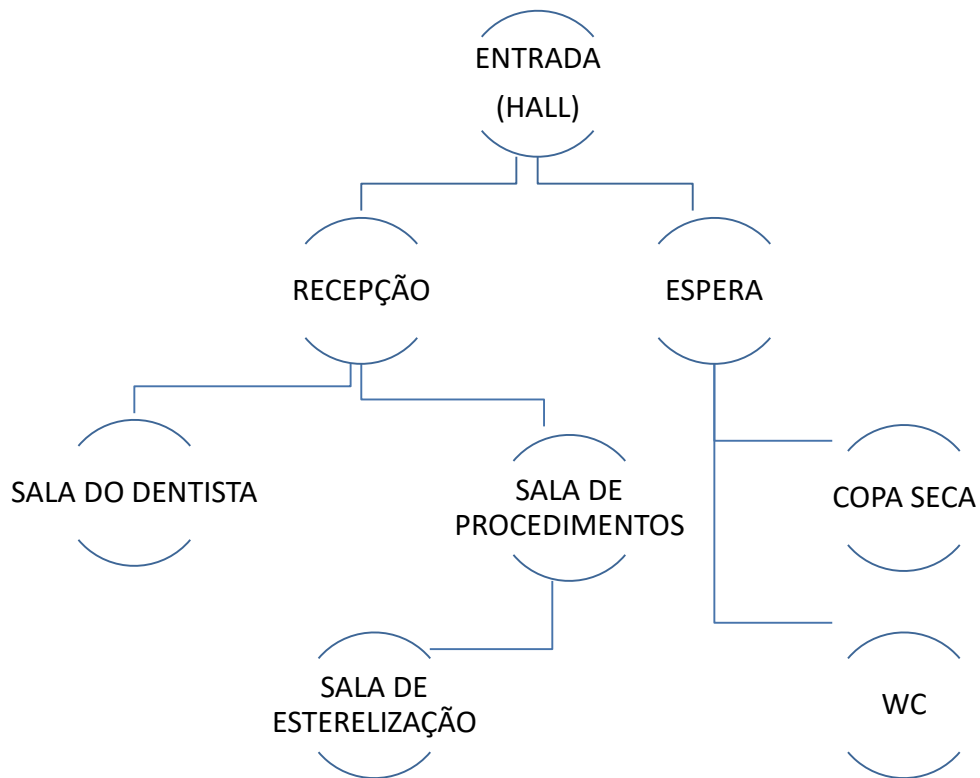 ENTRADA
(HALL)
RECEPÇÃO
ESPERA
SALA DO DENTISTA
SALA DE
PROCEDIMENTOS
COPA SECA
SALA DE
ESTERELIZAÇÃO
WC